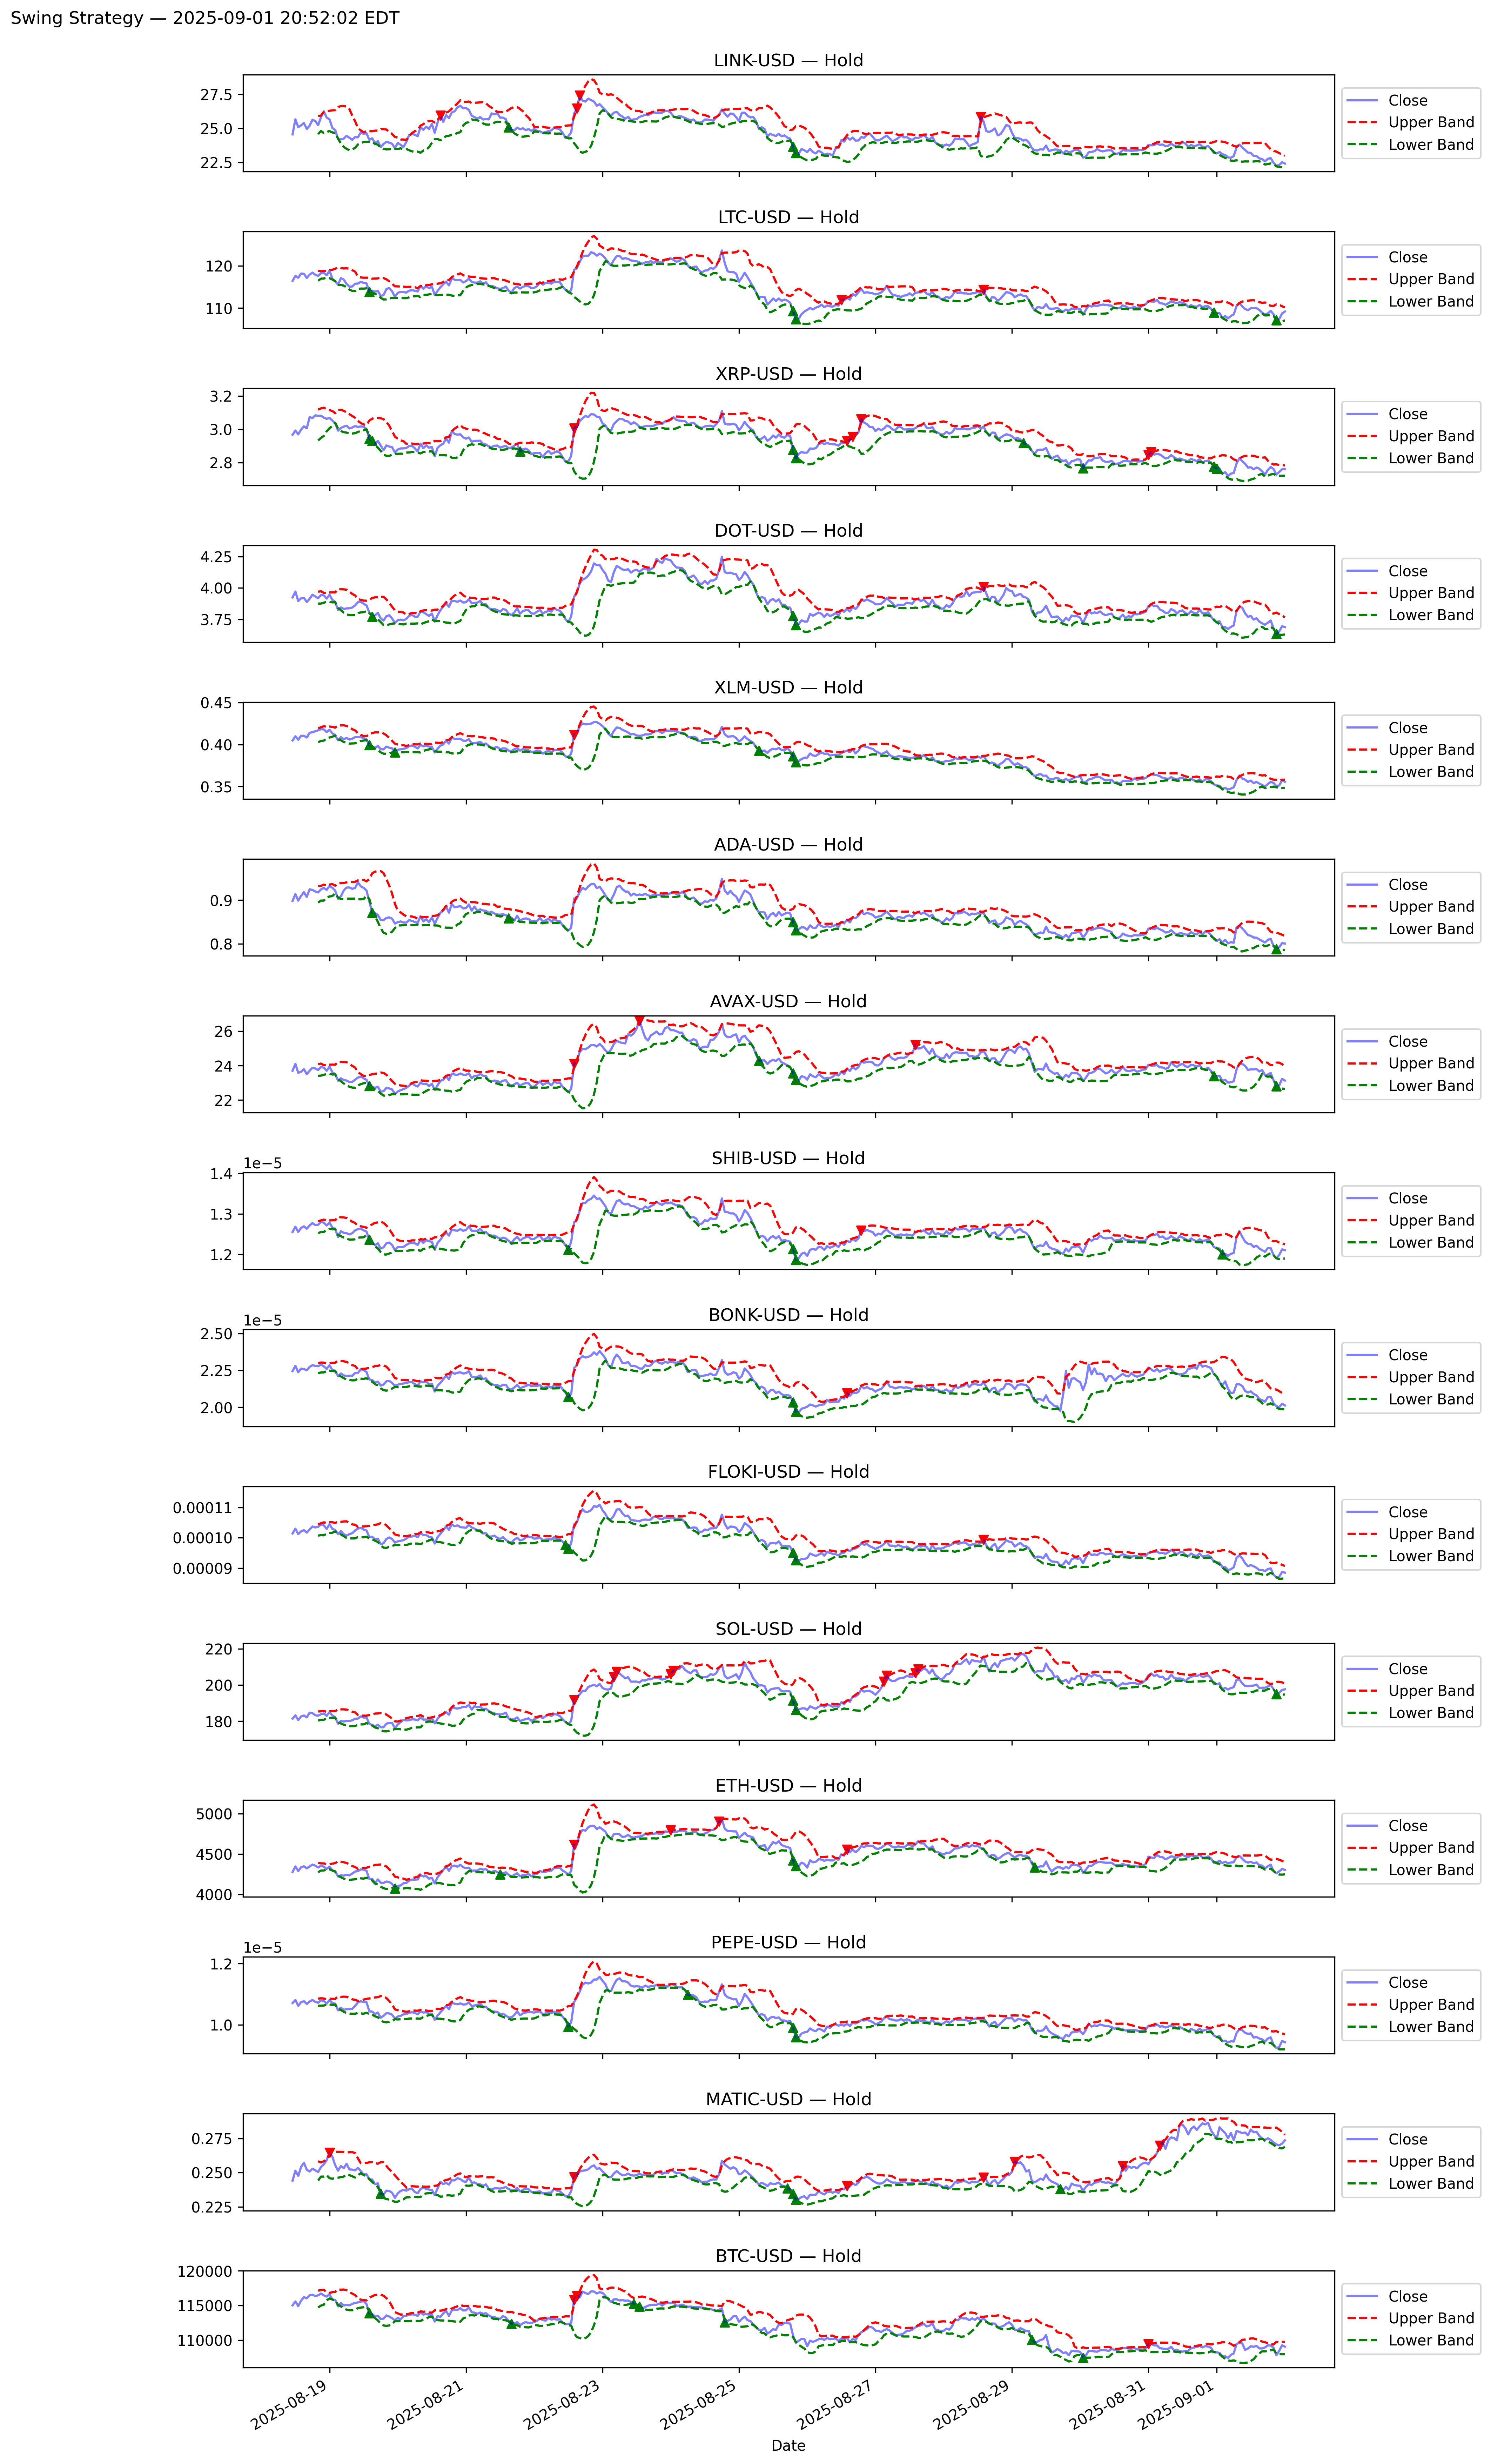 Swing Strategy — 2025-09-01 20:52:02 EDT
LINK-USD — Hold
27.5
25.0
22.5
Close
Upper Band
Lower Band
LTC-USD — Hold
120
110
Close
Upper Band
Lower Band
XRP-USD — Hold
3.2
3.0
2.8
Close
Upper Band
Lower Band
DOT-USD — Hold
4.25
4.00
3.75
Close
Upper Band
Lower Band
XLM-USD — Hold
0.45
0.40
0.35
Close
Upper Band
Lower Band
ADA-USD — Hold
0.9
0.8
Close
Upper Band
Lower Band
AVAX-USD — Hold
26
24
22
Close
Upper Band
Lower Band
SHIB-USD — Hold
1e−5
1.4
1.3
1.2
Close
Upper Band
Lower Band
BONK-USD — Hold
1e−5
2.50
2.25
2.00
Close
Upper Band
Lower Band
FLOKI-USD — Hold
0.00011
0.00010
0.00009
Close
Upper Band
Lower Band
SOL-USD — Hold
220
200
180
Close
Upper Band
Lower Band
ETH-USD — Hold
5000
4500
4000
Close
Upper Band
Lower Band
PEPE-USD — Hold
1e−5
1.2
1.0
Close
Upper Band
Lower Band
MATIC-USD — Hold
0.275
0.250
0.225
Close
Upper Band
Lower Band
BTC-USD — Hold
120000
115000
110000
Close
Upper Band
Lower Band
2025-08-19
2025-08-21
2025-08-23
2025-08-25
2025-08-27
2025-08-29
2025-08-31
2025-09-01
Date